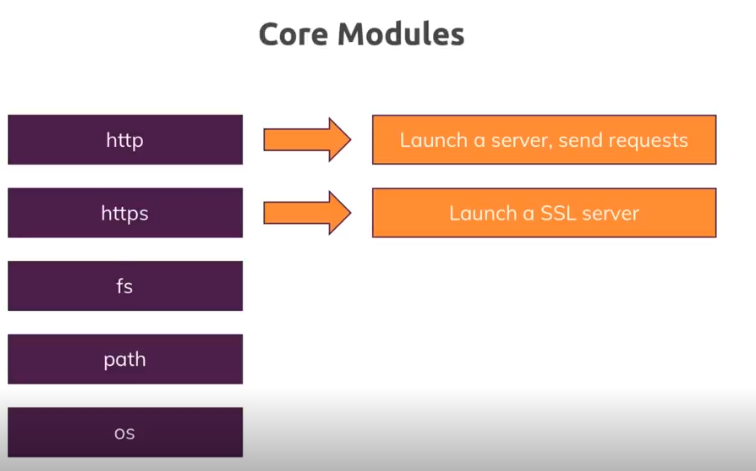 Core Modules
http
Launch a server, send requests
https
Launch a SSL server
fs
path
os